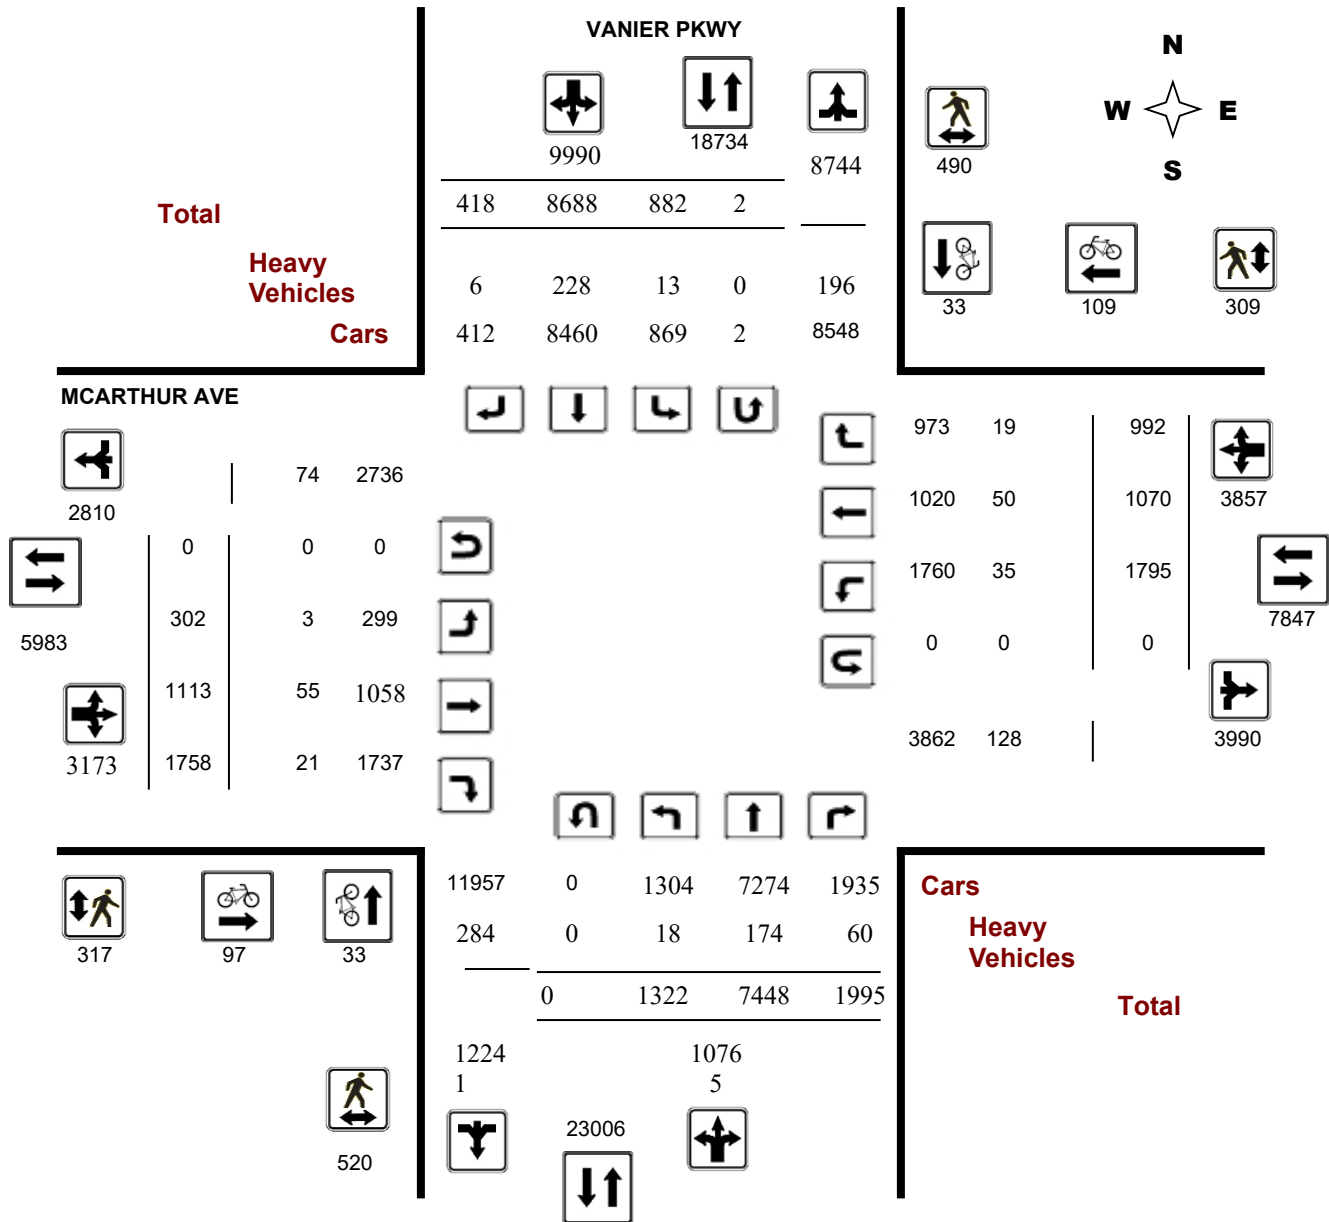 VANIER PKWY
N
W E
S
9990
18734
8744
490
418 8688 882 2
Total
Heavy
Vehicles
6 228 13 0 196
33 109 309
Cars
412 8460 869 2 8548
MCARTHUR AVE
973 19 992
74 2736
2810
1020 50 1070 3857
0 0 0
1760 35 1795
302 3 299
7847
5983
0 0 0
1113 55 1058
3862 128 3990
3173 1758 21 1737
11957 0 1304 7274 1935
Cars
284 0 18 174 60
Heavy
Vehicles
317 97 33
0 1322 7448 1995
Total
1224
1
1076
5
23006
520